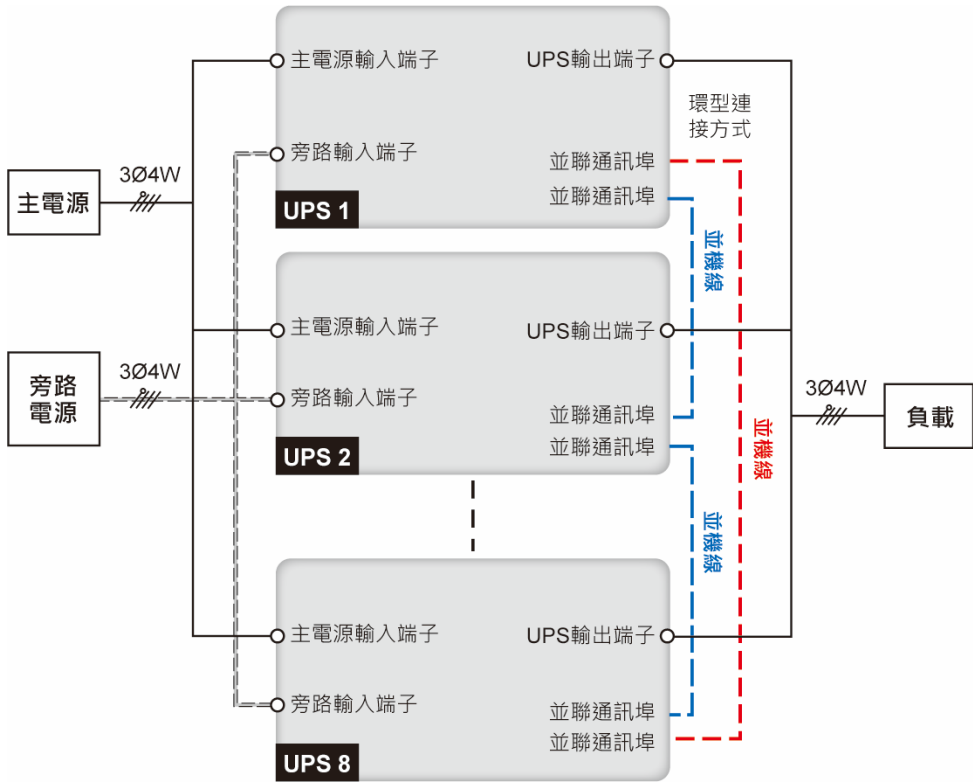 主電源輸入端子
UPS輸出端子
環型連
接方式
旁路輸入端子
並聯通訊埠
並聯通訊埠
UPS 1
3Ø4W
主電源
並機線
主電源輸入端子
UPS輸出端子
旁路輸入端子
並聯通訊埠
並聯通訊埠
UPS 2
3Ø4W
旁路
電源
3Ø4W
負載
並機線
並機線
主電源輸入端子
UPS輸出端子
旁路輸入端子
並聯通訊埠
並聯通訊埠
UPS 8